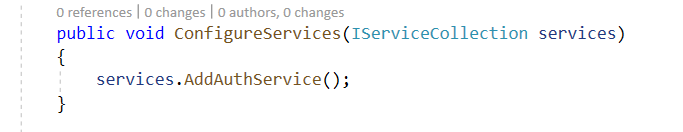 0 references | 0 changes | 0 authors, 0 changes
public void ConfigureServices(IServiceCollection services)
{
services.AddAuthService();
}